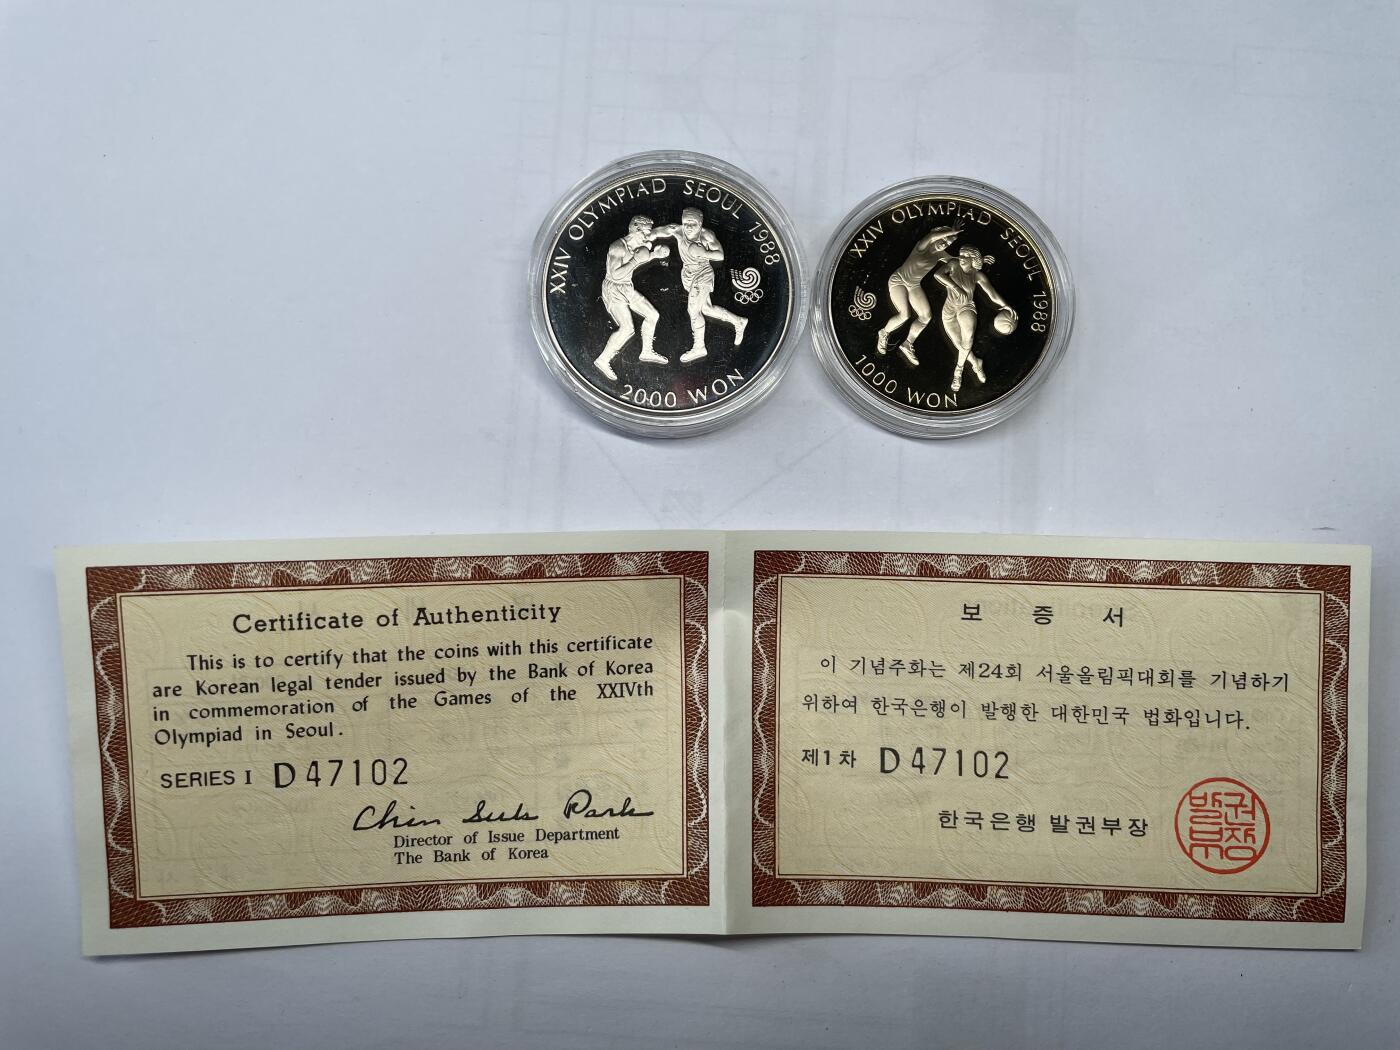 XXIV OLYMPIAD SEOUL 1988
2000 WON
XXIV OLYMPIAD SEOUL 1988
1000 WON
Certificate of Authenticity
This is to certify that the coins with this certificate
are Korean legal tender issued by the Bank of Korea
in commemoration of the Games of the XXIVth
Olympiad in Seoul.
SERIES I D47102
Chin Suk Park
Director of Issue Department
The Bank of Korea
보 증 서
이 기념주화는 제24회 서울올림픽대회를 기념하기
위하여 한국은행이 발행한 대한민국 법화입니다.
제1차 D47102
한국은행 발권부장
발권
부장